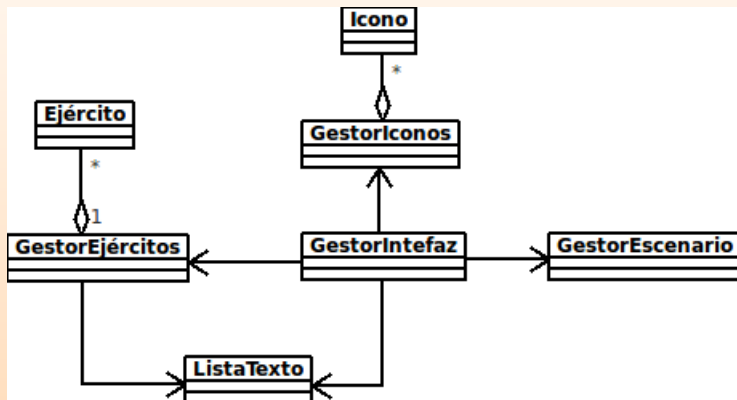 Icono
*
Ejército
GestorIconos
*
1
GestorEjércitos
GestorIntefaz
GestorEscenario
ListaTexto